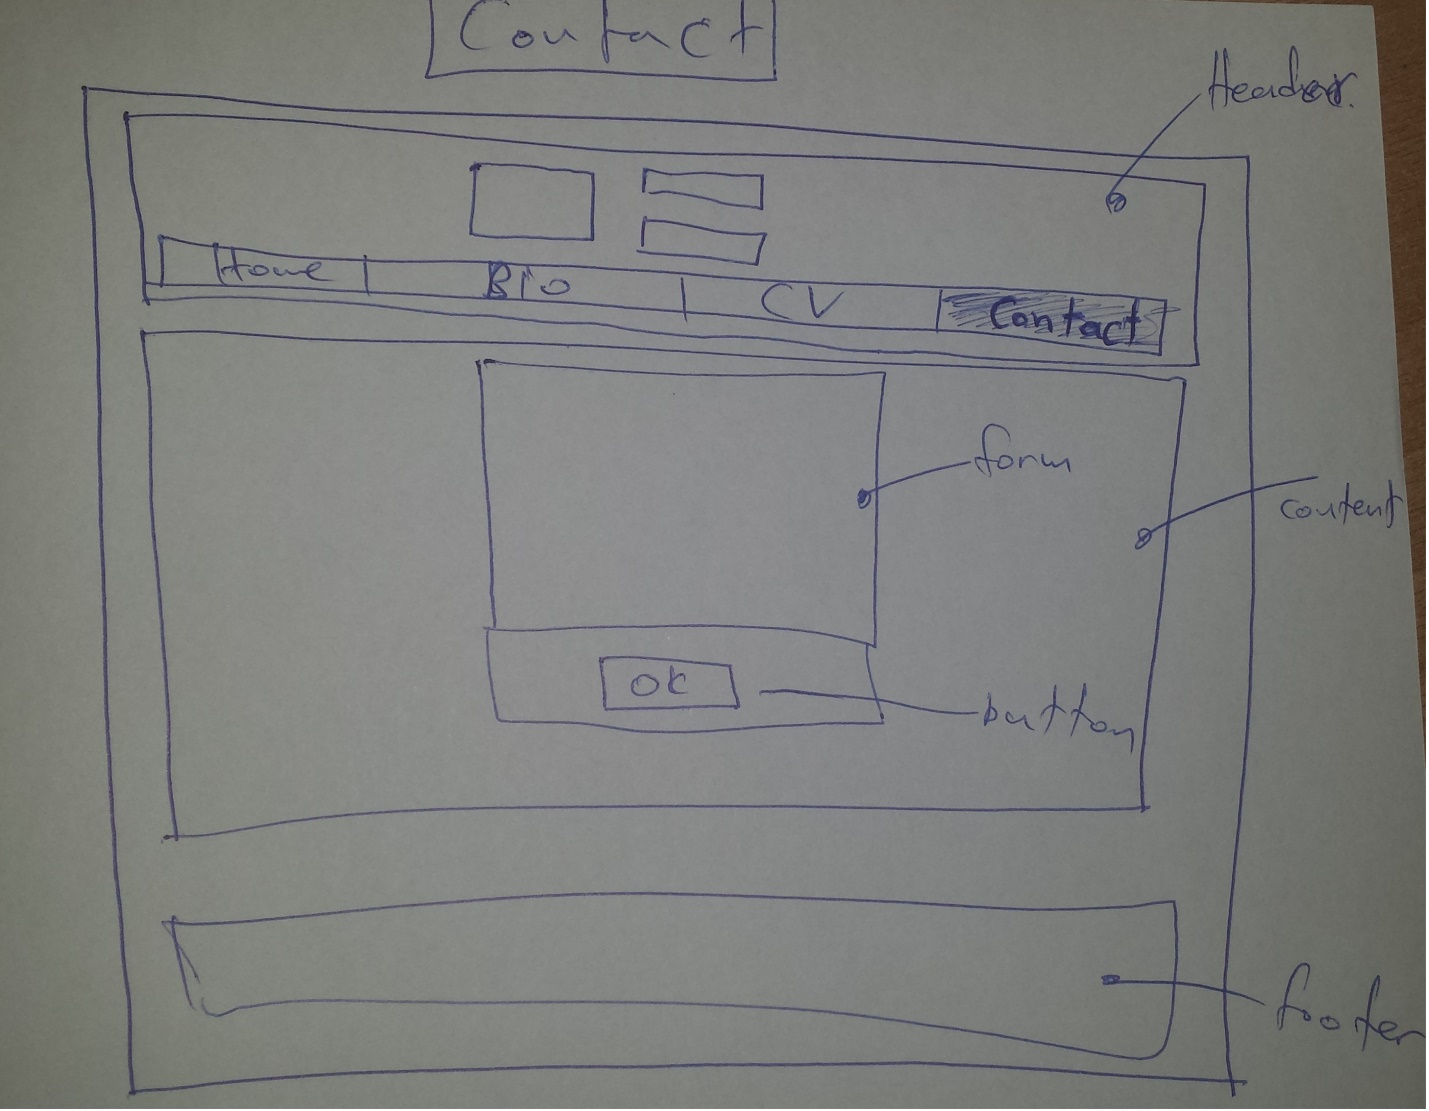 Contact
Header.
Home Bio CV Contact
form
content
OK
button
footer